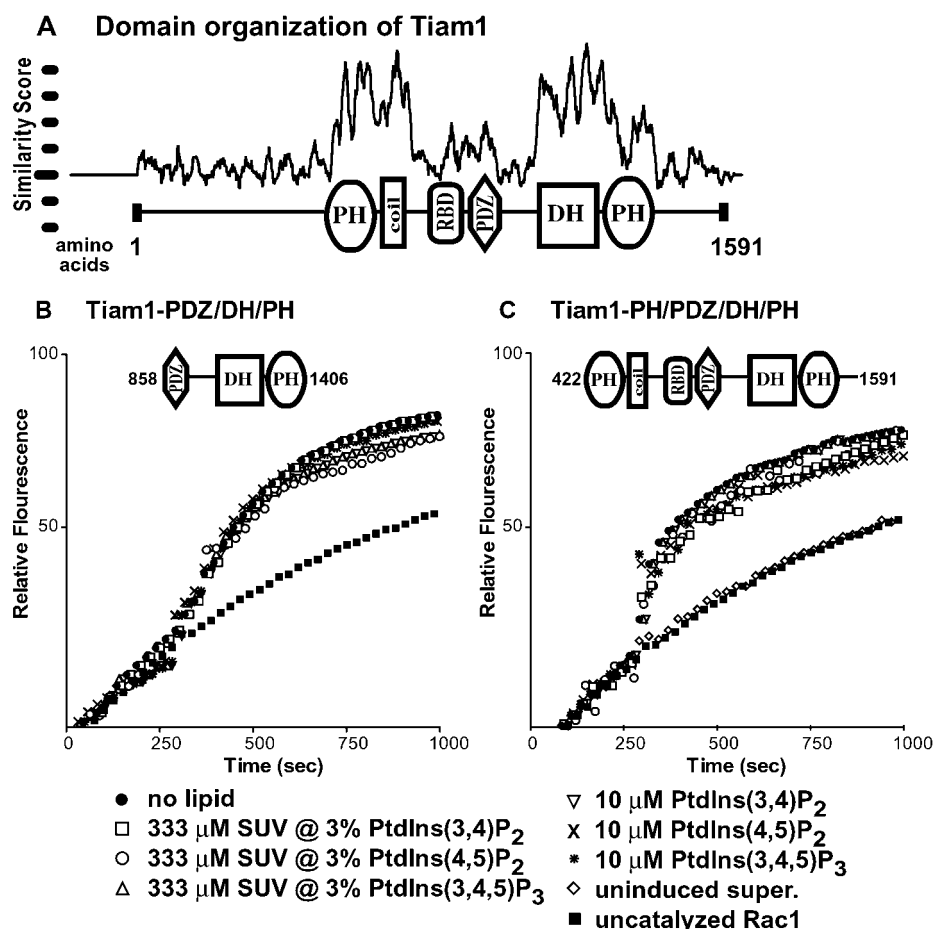 A Domain organization of Tiam1
Similarity Score
PH coil RBD PDZ DH PH
amino acids 1 1591
B Tiam1-PDZ/DH/PH
858 PDZ DH PH 1406
100
50
Relative Flourescence
0 250 500 750 1000
Time (sec)
C Tiam1-PH/PDZ/DH/PH
422 PH coil RBD PDZ DH PH 1591
100
50
Relative Flourescence
0 250 500 750 1000
Time (sec)
no lipid
333 μM SUV @ 3% PtdIns(3,4)P2
333 μM SUV @ 3% PtdIns(4,5)P2
333 μM SUV @ 3% PtdIns(3,4,5)P3
10 μM PtdIns(3,4)P2
10 μM PtdIns(4,5)P2
10 μM PtdIns(3,4,5)P3
uninduced super.
uncatalyzed Rac1